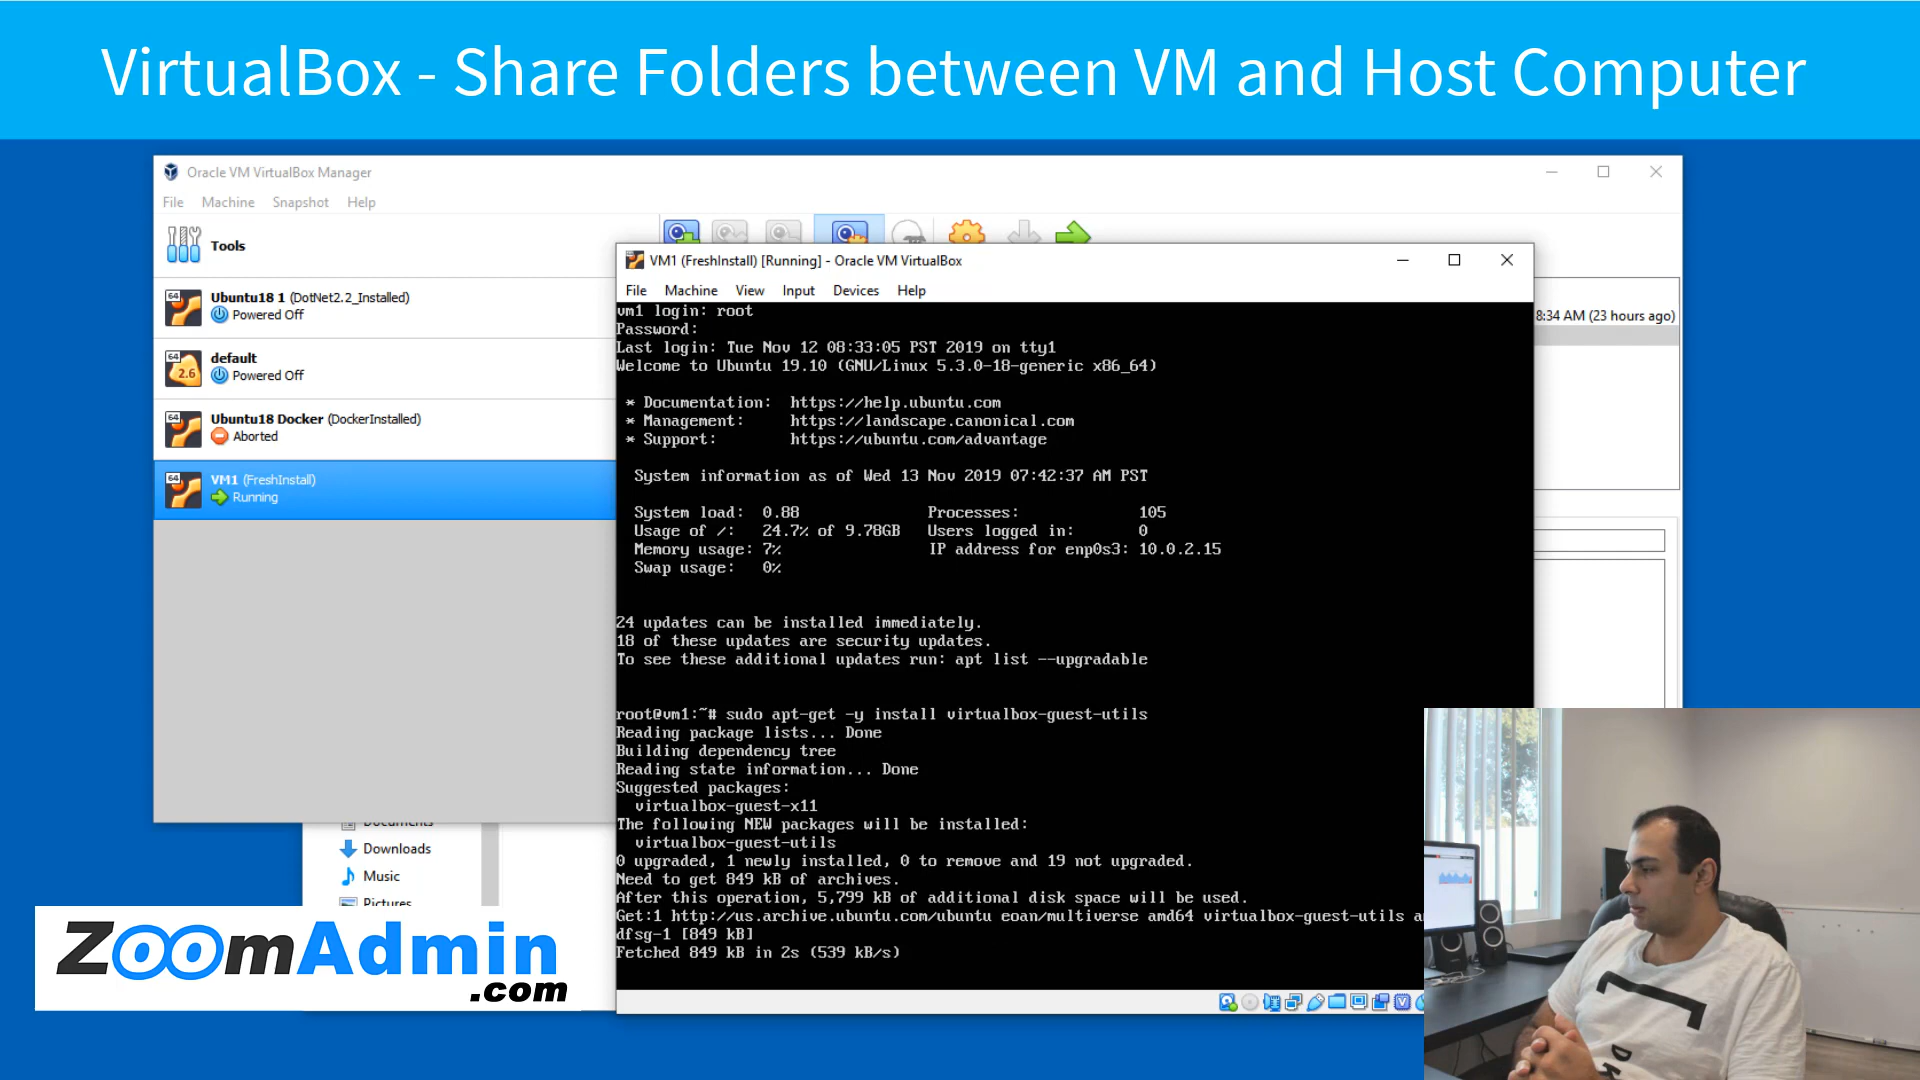 VirtualBox - Share Folders between VM and Host Computer
Oracle VM VirtualBox Manager
File Machine Snapshot Help
Tools
64 Ubuntu18 1 (DotNet2.2_Installed)
Powered Off
64 2.6 default
Powered Off
64 Ubuntu18 Docker (DockerInstalled)
Aborted
64 VM1 (FreshInstall)
Running
8:34 AM (23 hours ago)
VM1 (FreshInstall) [Running] - Oracle VM VirtualBox
File Machine View Input Devices Help
vm1 login: root
Password:
Last login: Tue Nov 12 08:33:05 PST 2019 on tty1
Welcome to Ubuntu 19.10 (GNU/Linux 5.3.0-18-generic x86_64)
* Documentation: https://help.ubuntu.com
* Management: https://landscape.canonical.com
* Support: https://ubuntu.com/advantage
System information as of Wed 13 Nov 2019 07:42:37 AM PST
System load: 0.88 Processes: 105
Usage of /: 24.7% of 9.78GB Users logged in: 0
Memory usage: 7% IP address for enp0s3: 10.0.2.15
Swap usage: 0%
24 updates can be installed immediately.
18 of these updates are security updates.
To see these additional updates run: apt list --upgradable
root@vm1:~# sudo apt-get -y install virtualbox-guest-utils
Reading package lists... Done
Building dependency tree
Reading state information... Done
Suggested packages:
virtualbox-guest-x11
The following NEW packages will be installed:
virtualbox-guest-utils
0 upgraded, 1 newly installed, 0 to remove and 19 not upgraded.
Need to get 849 kB of archives.
After this operation, 5,799 kB of additional disk space will be used.
Get:1 http://us.archive.ubuntu.com/ubuntu eoan/multiverse amd64 virtualbox-guest-utils
dfsg-1 [849 kB]
Fetched 849 kB in 2s (539 kB/s)
Documents
Downloads
Music
Pictures
ZoomAdmin
.com